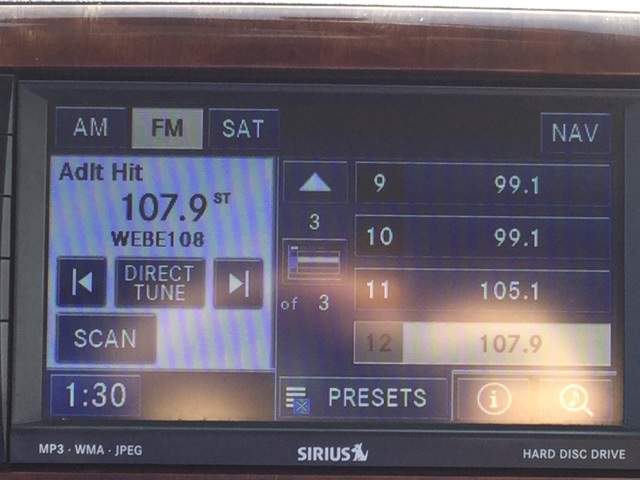 AM FM SAT NAV
Adlt Hit
107.9 ST
WEBE108
DIRECT
TUNE
SCAN
1:30
3
of 3
9 99.1
10 99.1
11 105.1
12 107.9
PRESETS
i
MP3 · WMA · JPEG
SIRIUS
HARD DISC DRIVE